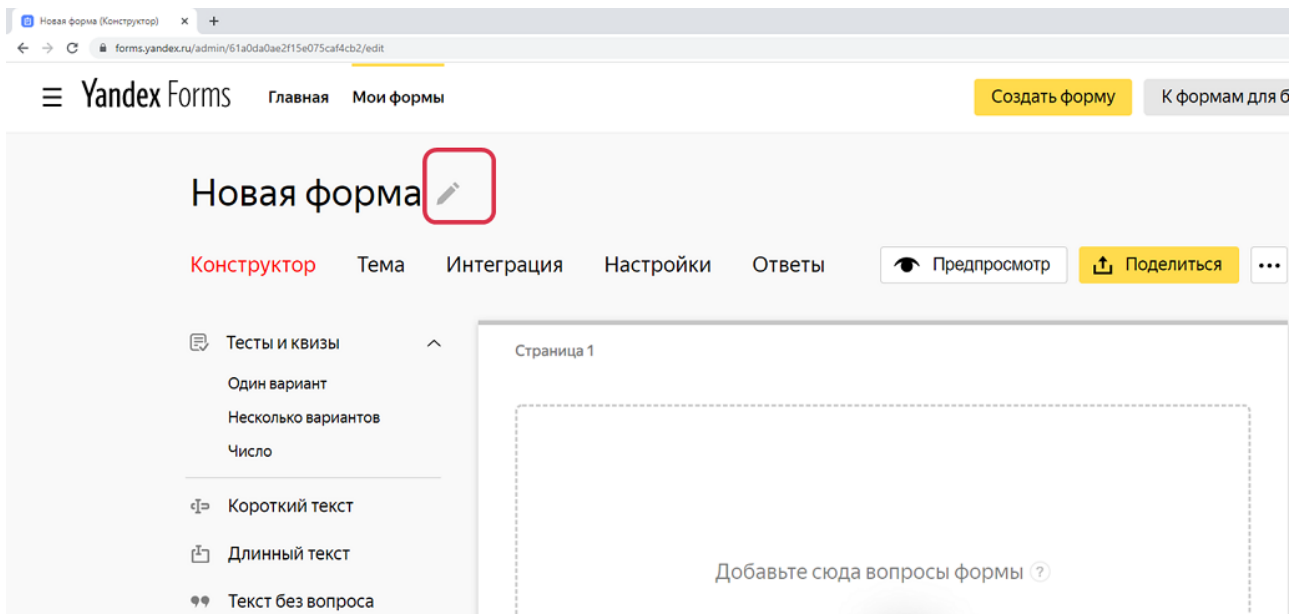 Новая форма (Конструктор)
forms.yandex.ru/admin/61a0da0ae2f15e075caf4cb2/edit
Yandex Forms Главная Мои формы Создать форму К формам для б
Новая форма
Конструктор Тема Интеграция Настройки Ответы Предпросмотр Поделиться
Тесты и квизы
Страница 1
Один вариант
Несколько вариантов
Число
Короткий текст
Длинный текст
Добавьте сюда вопросы формы ?
Текст без вопроса